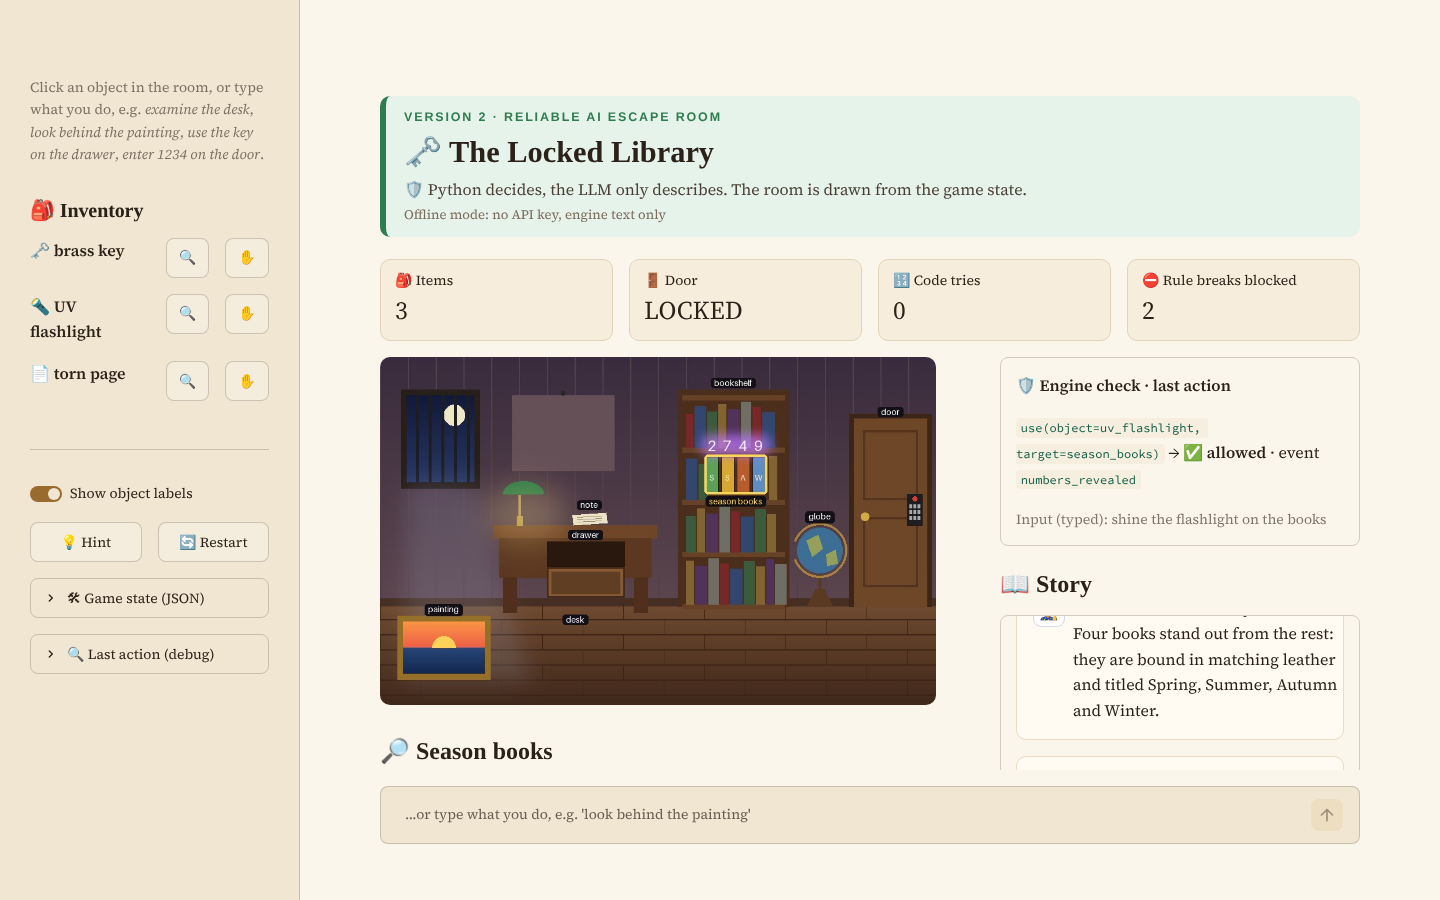 Click an object in the room, or type
what you do, e.g. examine the desk,
look behind the painting, use the key
on the drawer, enter 1234 on the door.
Inventory
brass key
UV
flashlight
torn page
Show object labels
Hint
Restart
Game state (JSON)
Last action (debug)
VERSION 2 · RELIABLE AI ESCAPE ROOM
The Locked Library
Python decides, the LLM only describes. The room is drawn from the game state.
Offline mode: no API key, engine text only
Items
3
Door
LOCKED
Code tries
0
Rule breaks blocked
2
bookshelf
door
2 7 4 9
S S A W
season books
note
drawer
globe
painting
desk
Season books
Engine check · last action
use(object=uv_flashlight,
target=season_books) → ✅ allowed · event
numbers_revealed
Input (typed): shine the flashlight on the books
Story
Four books stand out from the rest:
they are bound in matching leather
and titled Spring, Summer, Autumn
and Winter.
...or type what you do, e.g. 'look behind the painting'